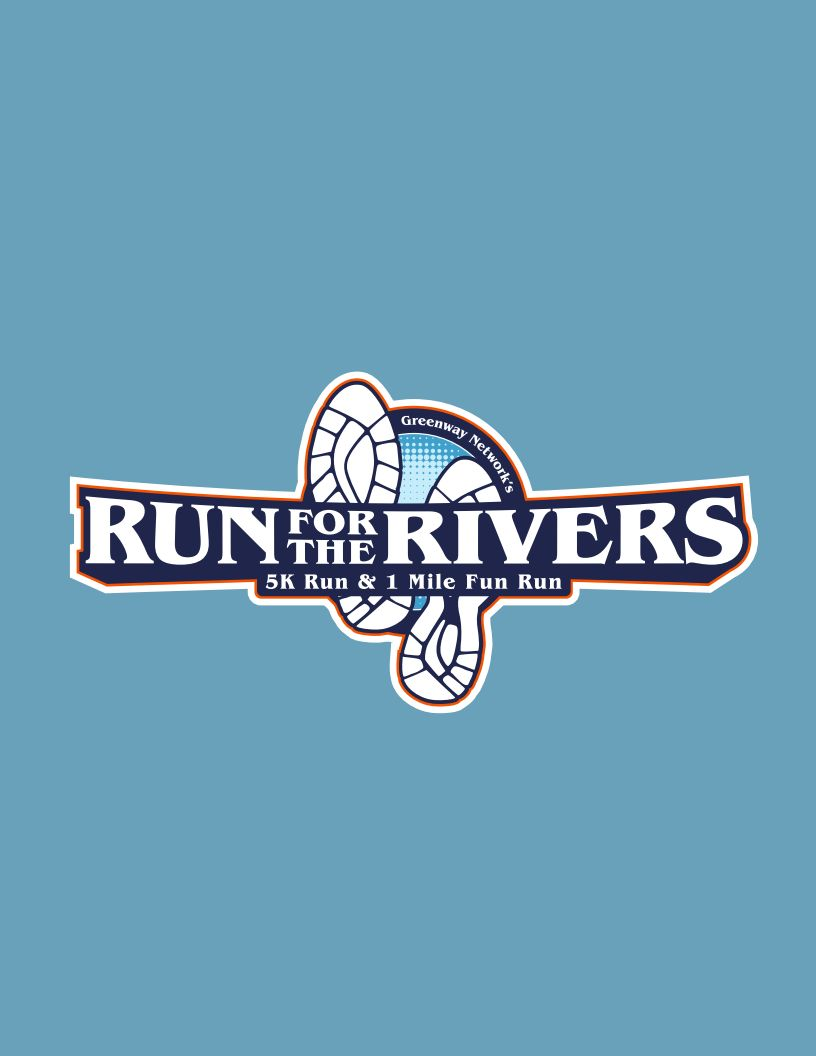 Greenway Network's
RUN FOR THE RIVERS
5K Run & 1 Mile Fun Run